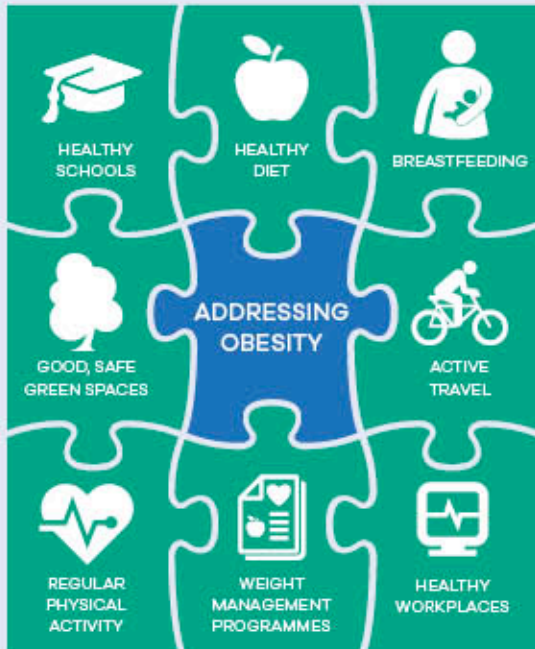 HEALTHY
SCHOOLS
HEALTHY
DIET
BREASTFEEDING
GOOD, SAFE
GREEN SPACES
ADDRESSING
OBESITY
ACTIVE
TRAVEL
REGULAR
PHYSICAL
ACTIVITY
WEIGHT
MANAGEMENT
PROGRAMMES
HEALTHY
WORKPLACES